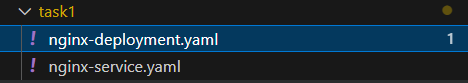 task1
! nginx-deployment.yaml 1
! nginx-service.yaml